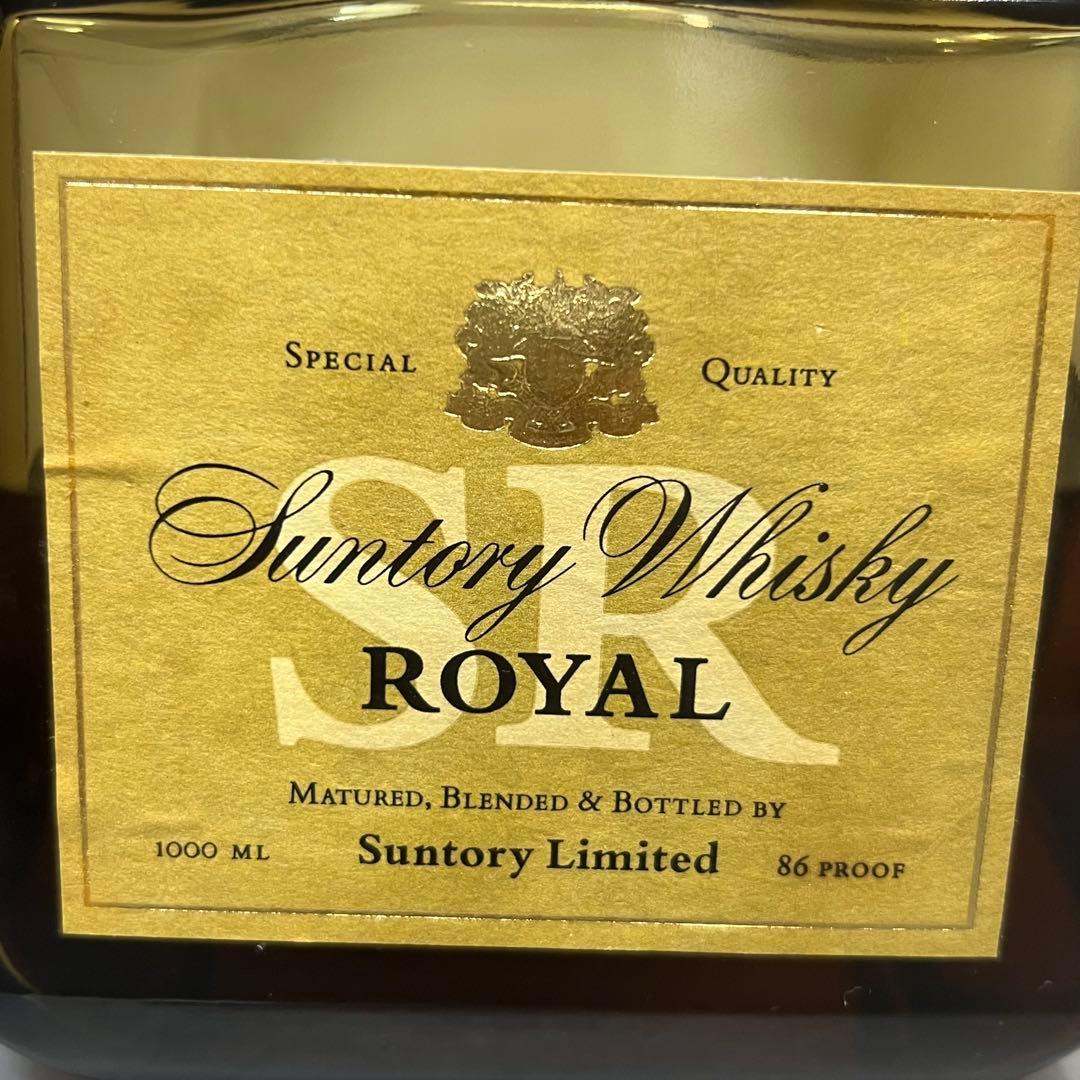 SPECIAL QUALITY
SR
Suntory Whisky
ROYAL
MATURED, BLENDED & BOTTLED BY
Suntory Limited
1000 ML
86 PROOF